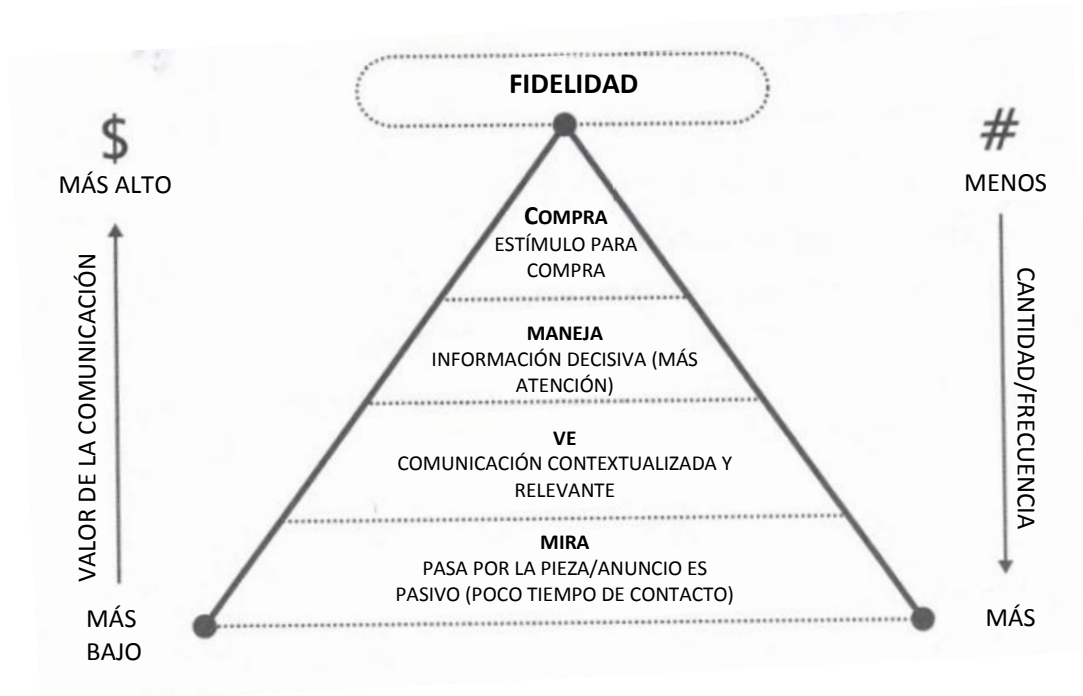 FIDELIDAD
$
MÁS ALTO
#
MENOS
COMPRA
ESTÍMULO PARA
COMPRA
VALOR DE LA COMUNICACIÓN
CANTIDAD/FRECUENCIA
MANEJA
INFORMACIÓN DECISIVA (MÁS
ATENCIÓN)
VE
COMUNICACIÓN CONTEXTUALIZADA Y
RELEVANTE
MIRA
PASA POR LA PIEZA/ANUNCIO ES
PASIVO (POCO TIEMPO DE CONTACTO)
MÁS
BAJO
MÁS